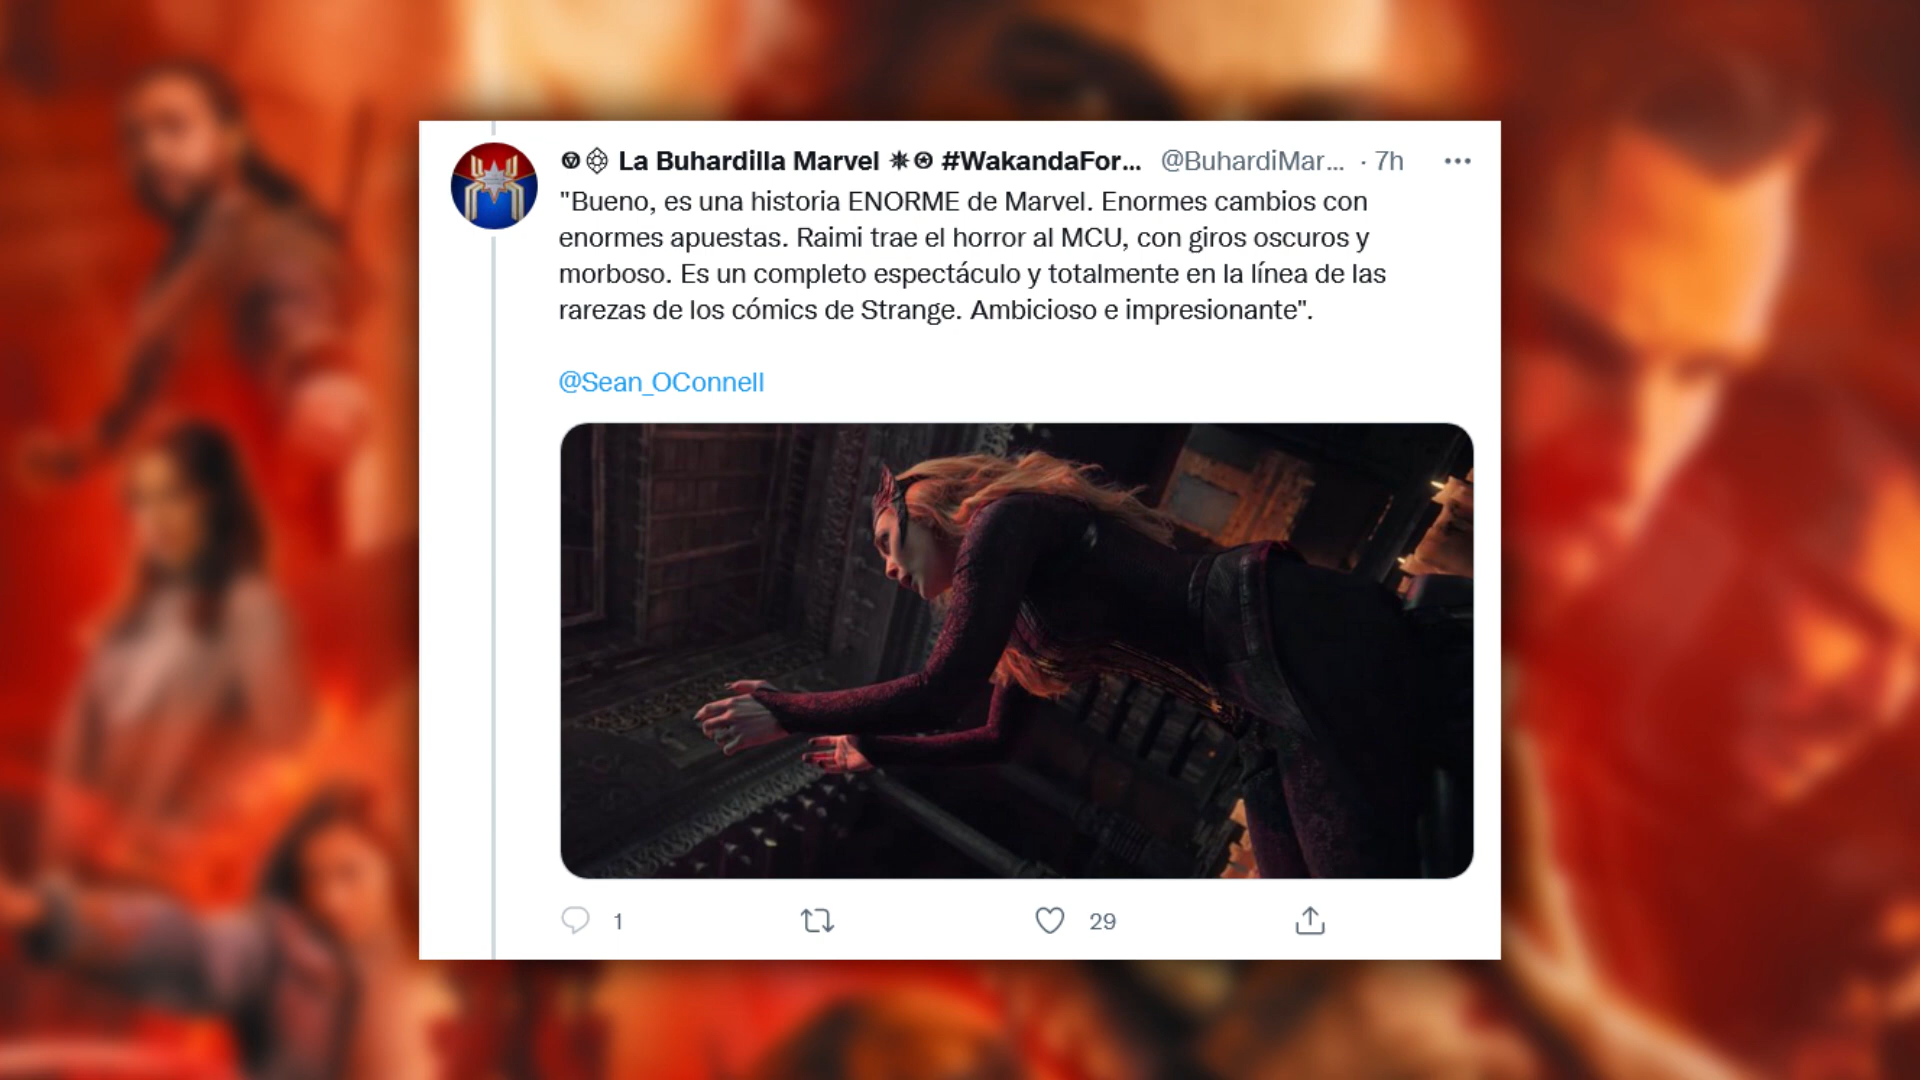 La Buhardilla Marvel #WakandaFor... @BuhardiMar... · 7h
"Bueno, es una historia ENORME de Marvel. Enormes cambios con
enormes apuestas. Raimi trae el horror al MCU, con giros oscuros y
morboso. Es un completo espectáculo y totalmente en la línea de las
rarezas de los cómics de Strange. Ambicioso e impresionante".
@Sean_OConnell
1 29